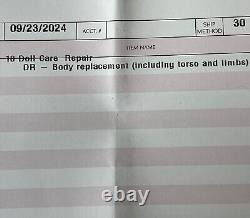 09/23/2024 ACCT. # SHIP METHOD 30
ITEM NAME
10 Doll Care Repair
DR – Body replacement (including torso and limbs)